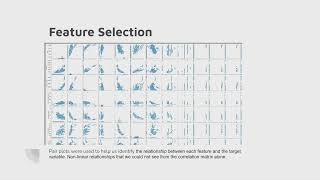 Feature Selection
Pair plots were used to help us identify the relationship between each feature and the target
variable. Non-linear relationships that we could not see from the correlation matrix alone.